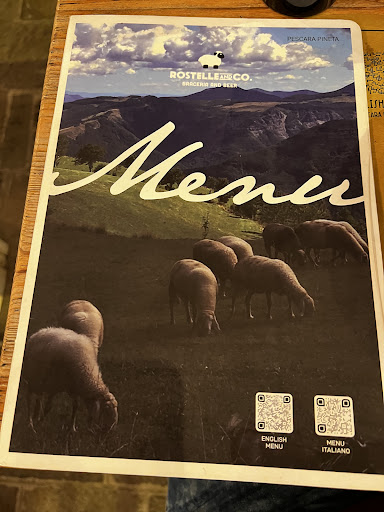 PESCARA PINETA
ROSTELLE AND CO.
BRACERIA AND BEER
Menu
ENGLISH
MENU
MENU
ITALIANO